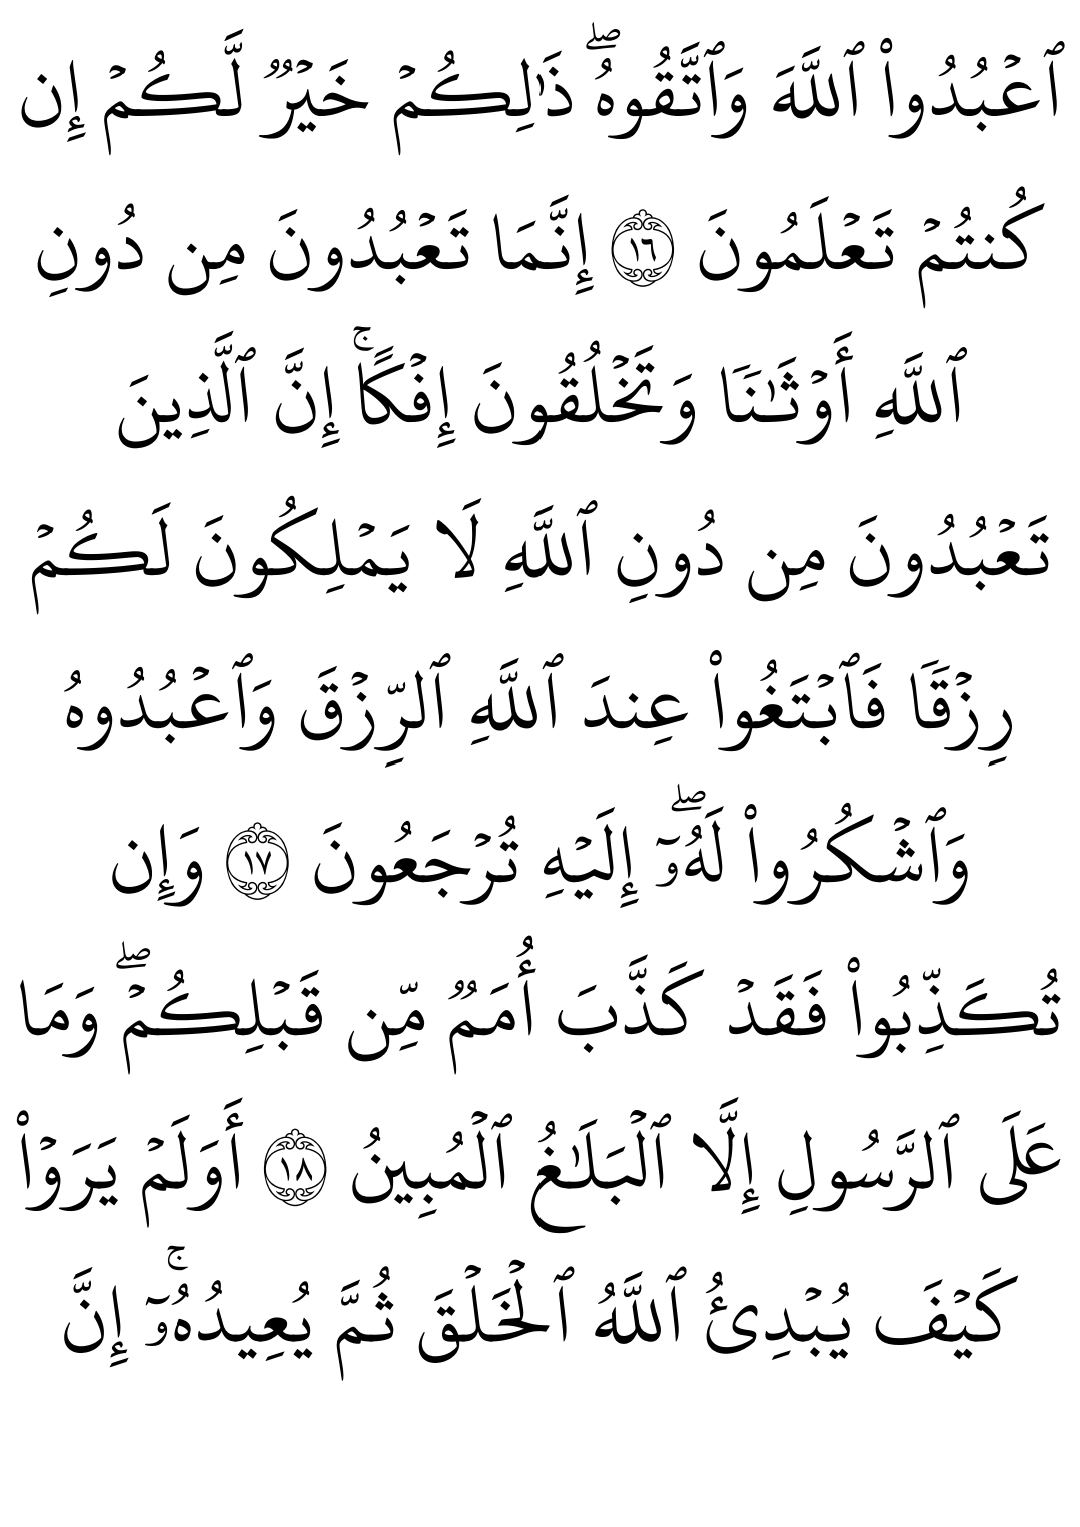 ٱعۡبُدُوا۟ ٱللَّهَ وَٱتَّقُوهُۖ ذَٰلِكُمۡ خَيۡرٌۭ لَّكُمۡ إِن
كُنتُمۡ تَعۡلَمُونَ ١٦ إِنَّمَا تَعۡبُدُونَ مِن دُونِ
ٱللَّهِ أَوۡثَـٰنًۭا وَتَخۡلُقُونَ إِفۡكًاۚ إِنَّ ٱلَّذِينَ
تَعۡبُدُونَ مِن دُونِ ٱللَّهِ لَا يَمۡلِكُونَ لَكُمۡ
رِزۡقًۭا فَٱبۡتَغُوا۟ عِندَ ٱللَّهِ ٱلرِّزۡقَ وَٱعۡبُدُوهُ
وَٱشۡكُرُوا۟ لَهُۥٓۖ إِلَيۡهِ تُرۡجَعُونَ ١٧ وَإِن
تُكَذِّبُوا۟ فَقَدۡ كَذَّبَ أُمَمٌۭ مِّن قَبۡلِكُمۡۖ وَمَا
عَلَى ٱلرَّسُولِ إِلَّا ٱلۡبَلَـٰغُ ٱلۡمُبِينُ ١٨ أَوَلَمۡ يَرَوۡا۟
كَيۡفَ يُبۡدِئُ ٱللَّهُ ٱلۡخَلۡقَ ثُمَّ يُعِيدُهُۥٓۚ إِنَّ